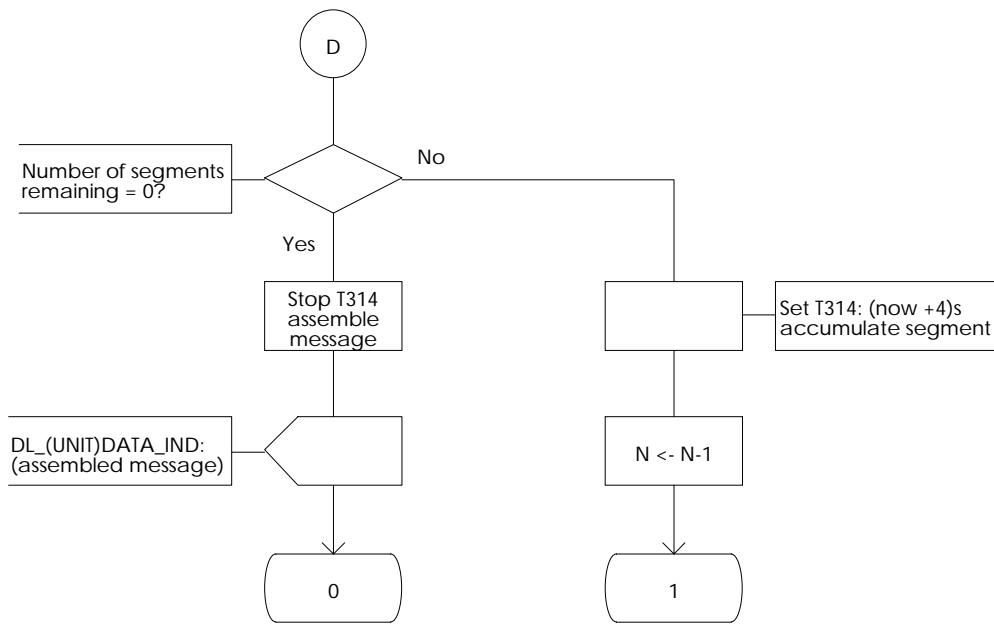 D
No
Number of segments
remaining = 0?
Yes
Stop T314
assemble
message
Set T314: (now +4)s
accumulate segment
DL_(UNIT)DATA_IND:
(assembled message)
N <- N-1
0
1